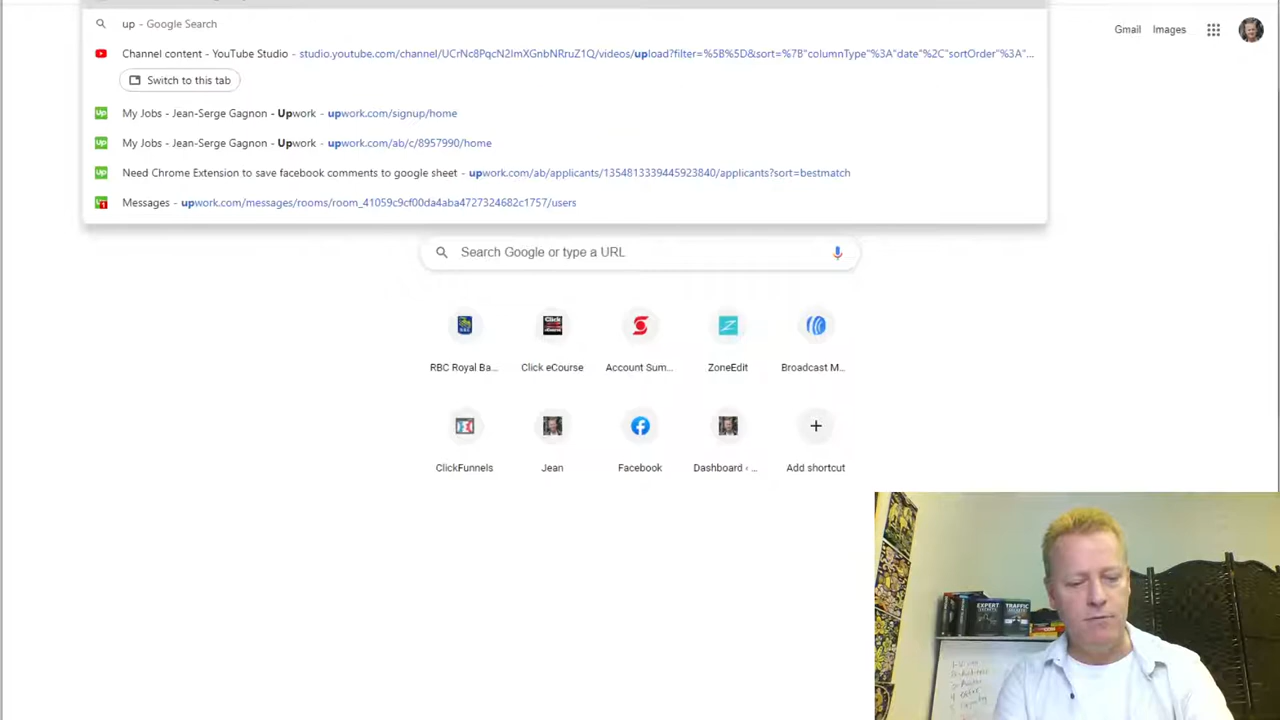 Gmail Images
up - Google Search
Channel content - YouTube Studio - studio.youtube.com/channel/UCrNc8PqcN2ImXGnbNRruZ1Q/videos/upload?filter=%5B%5D&sort=%7B"columnType"%3A"date"%2C"sortOrder"%3A"...
Switch to this tab
My Jobs - Jean-Serge Gagnon - Upwork - upwork.com/signup/home
My Jobs - Jean-Serge Gagnon - Upwork - upwork.com/ab/c/8957990/home
Need Chrome Extension to save facebook comments to google sheet - upwork.com/ab/applicants/1354813339445923840/applicants?sort=bestmatch
Messages - upwork.com/messages/rooms/room_41059c9cf00da4aba4727324682c1757/users
Search Google or type a URL
RBC Royal Ba... Click eCourse Account Sum... ZoneEdit Broadcast M...
ClickFunnels Jean Facebook Dashboard ‹ ... Add shortcut
EXPERT SECRETS TRAFFIC SECRETS